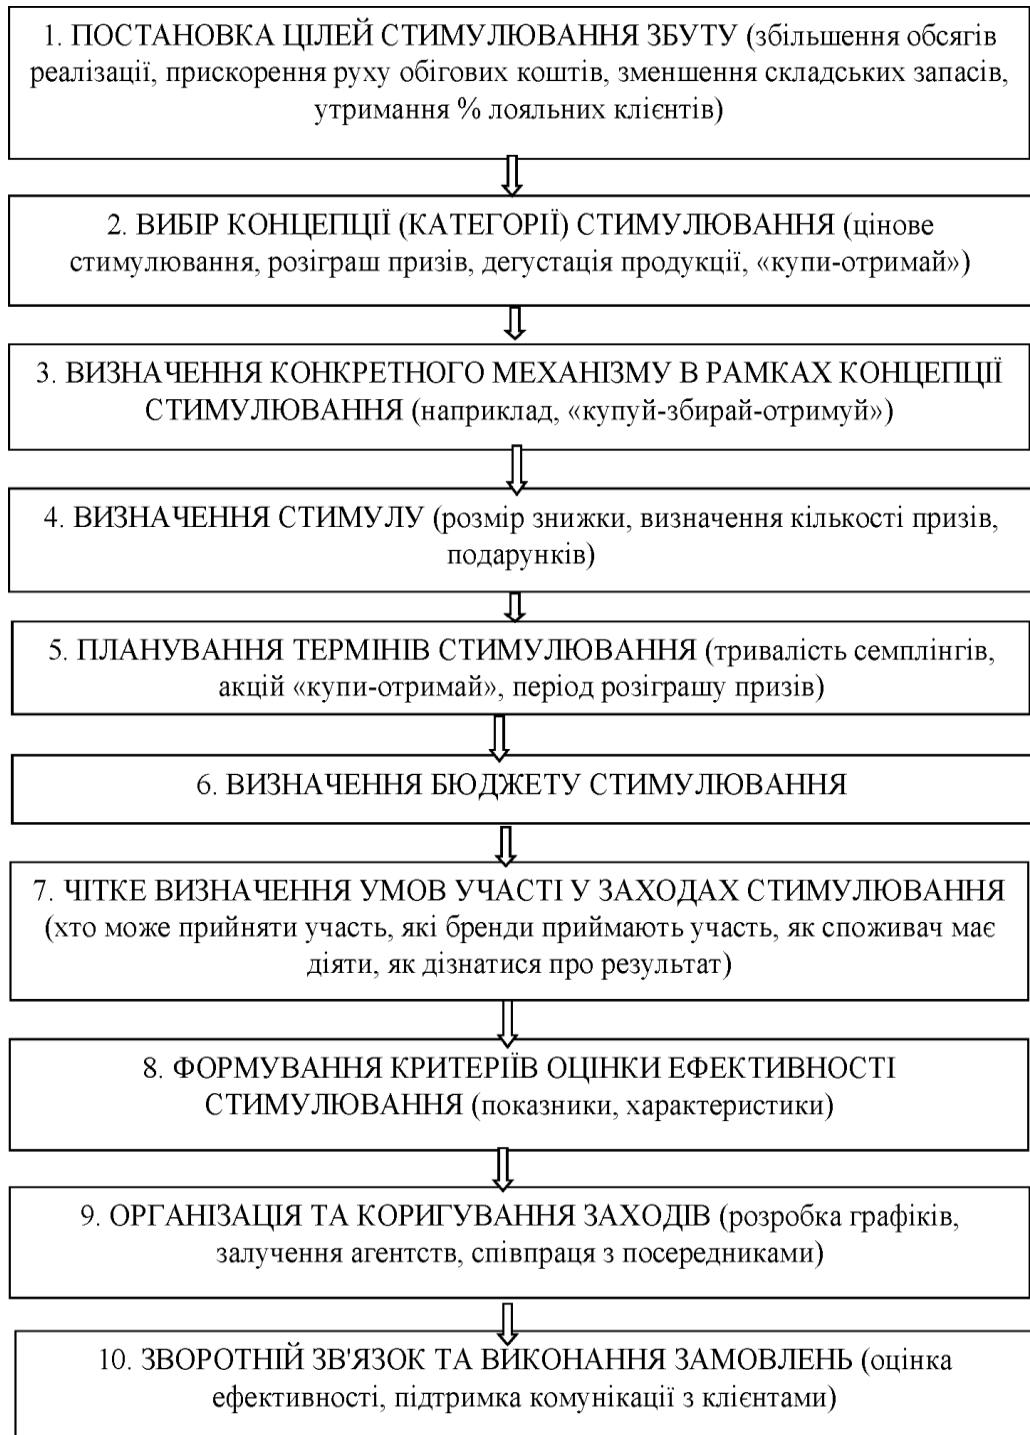 1. ПОСТАНОВКА ЦІЛЕЙ СТИМУЛЮВАННЯ ЗБУТУ (збільшення обсягів
реалізації, прискорення руху обігових коштів, зменшення складських запасів,
утримання % лояльних клієнтів)
2. ВИБІР КОНЦЕПЦІЇ (КАТЕГОРІЇ) СТИМУЛЮВАННЯ (цінове
стимулювання, розіграш призів, дегустація продукції, «купи-отримай»)
3. ВИЗНАЧЕННЯ КОНКРЕТНОГО МЕХАНІЗМУ В РАМКАХ КОНЦЕПЦІЇ
СТИМУЛЮВАННЯ (наприклад, «купуй-збирай-отримуй»)
4. ВИЗНАЧЕННЯ СТИМУЛУ (розмір знижки, визначення кількості призів,
подарунків)
5. ПЛАНУВАННЯ ТЕРМІНІВ СТИМУЛЮВАННЯ (тривалість семплінгів,
акцій «купи-отримай», період розіграшу призів)
6. ВИЗНАЧЕННЯ БЮДЖЕТУ СТИМУЛЮВАННЯ
7. ЧІТКЕ ВИЗНАЧЕННЯ УМОВ УЧАСТІ У ЗАХОДАХ СТИМУЛЮВАННЯ
(хто може прийняти участь, які бренди приймають участь, як споживач має
діяти, як дізнатися про результат)
8. ФОРМУВАННЯ КРИТЕРІЇВ ОЦІНКИ ЕФЕКТИВНОСТІ
СТИМУЛЮВАННЯ (показники, характеристики)
9. ОРГАНІЗАЦІЯ ТА КОРИГУВАННЯ ЗАХОДІВ (розробка графіків,
залучення агентств, співпраця з посередниками)
10. ЗВОРОТНІЙ ЗВ'ЯЗОК ТА ВИКОНАННЯ ЗАМОВЛЕНЬ (оцінка
ефективності, підтримка комунікації з клієнтами)